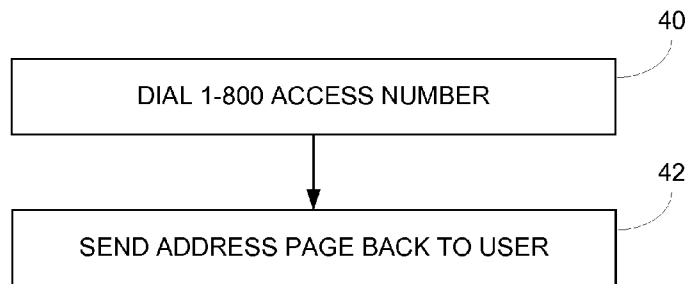 40
DIAL 1-800 ACCESS NUMBER
42
SEND ADDRESS PAGE BACK TO USER